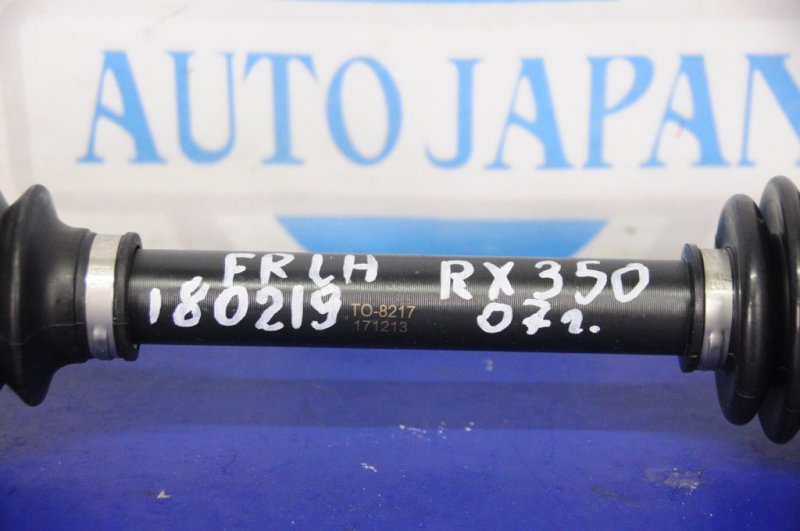 AUTO JAPAN
FR LH
RX350
180219
TO-8217
171213
07г.